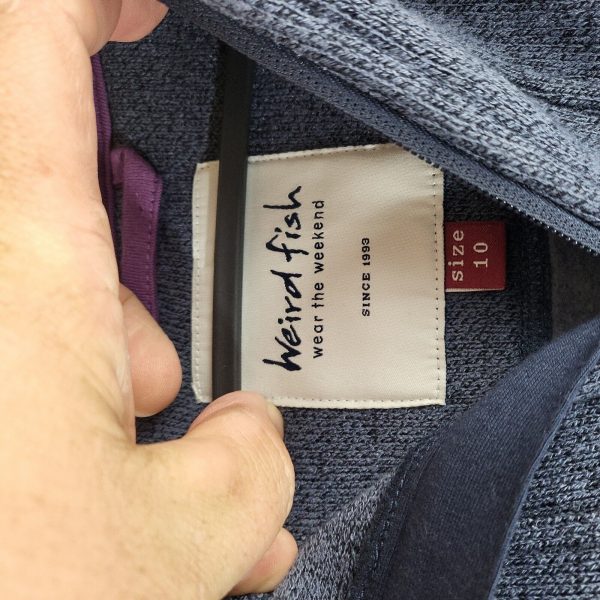 Weird fish
wear the weekend
SINCE 1993
size
10